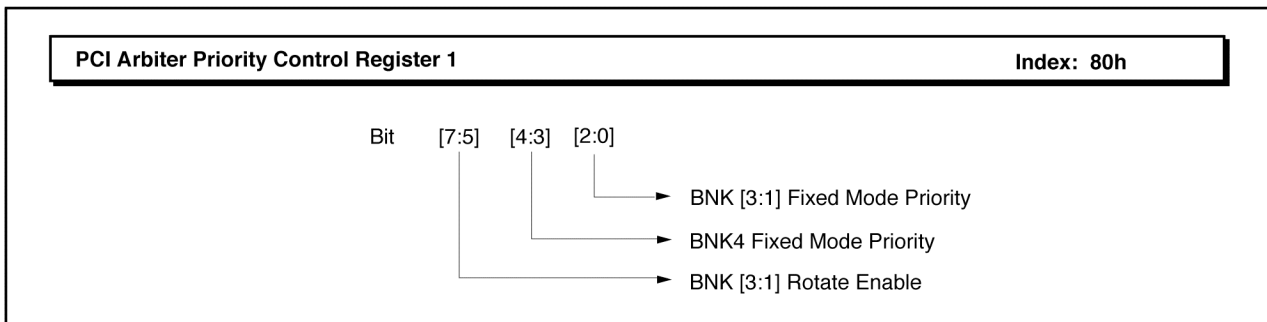 PCI Arbiter Priority Control Register 1 Index: 80h
Bit [7:5] [4:3] [2:0]
BNK [3:1] Fixed Mode Priority
BNK4 Fixed Mode Priority
BNK [3:1] Rotate Enable